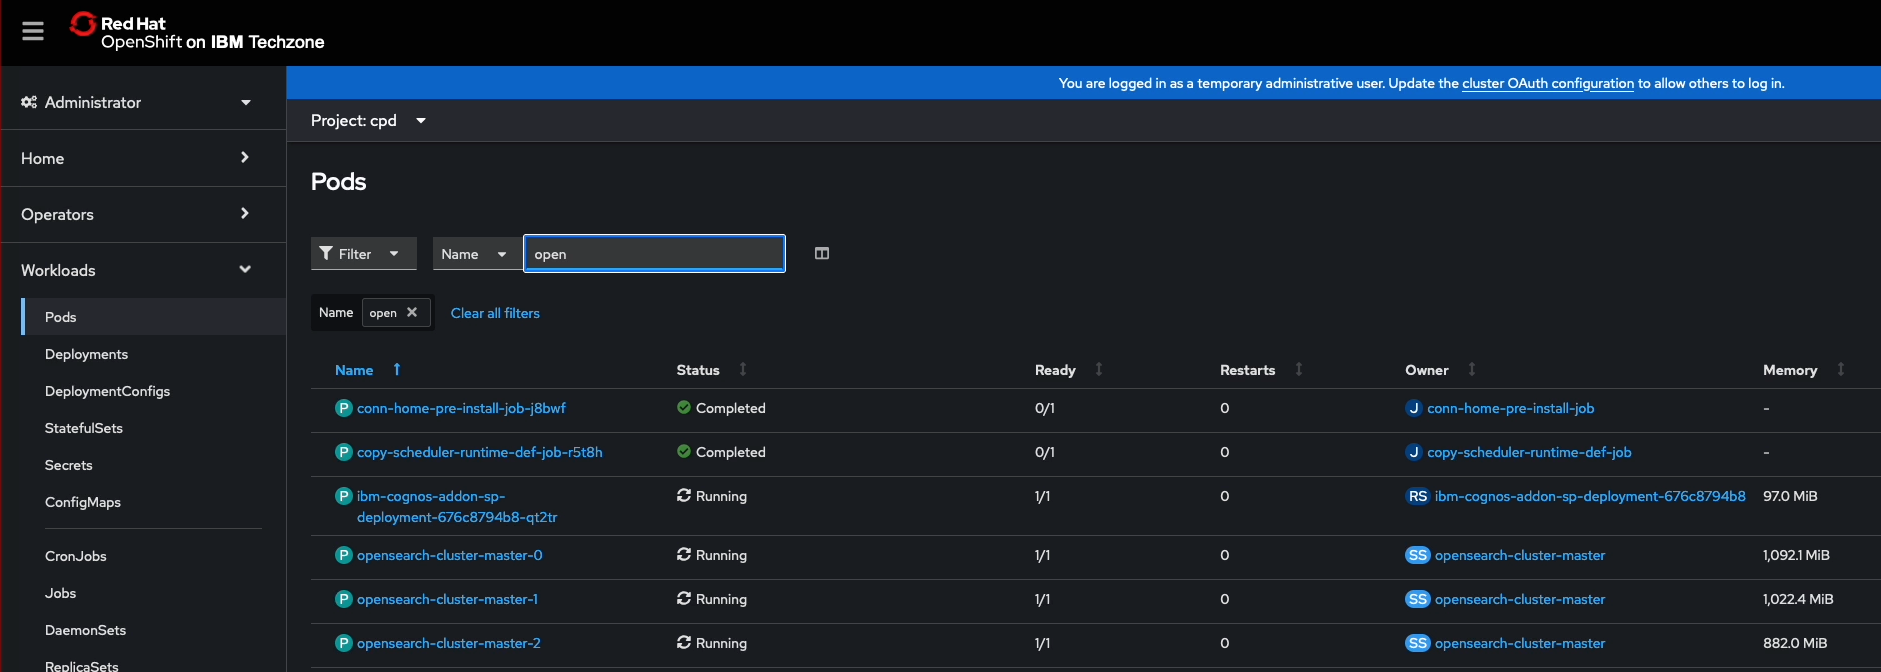 Red Hat
OpenShift on IBM Techzone
You are logged in as a temporary administrative user. Update the cluster OAuth configuration to allow others to log in.
Administrator
Home
Operators
Workloads
Pods
Deployments
DeploymentConfigs
StatefulSets
Secrets
ConfigMaps
CronJobs
Jobs
DaemonSets
ReplicaSets
Project: cpd
Pods
Filter Name open
Name open Clear all filters
Name Status Ready Restarts Owner Memory
P conn-home-pre-install-job-j8bwf Completed 0/1 0 J conn-home-pre-install-job -
P copy-scheduler-runtime-def-job-r5t8h Completed 0/1 0 J copy-scheduler-runtime-def-job -
P ibm-cognos-addon-sp- Running 1/1 0 RS ibm-cognos-addon-sp-deployment-676c8794b8 97.0 MiB
deployment-676c8794b8-qt2tr
P opensearch-cluster-master-0 Running 1/1 0 SS opensearch-cluster-master 1,092.1 MiB
P opensearch-cluster-master-1 Running 1/1 0 SS opensearch-cluster-master 1,022.4 MiB
P opensearch-cluster-master-2 Running 1/1 0 SS opensearch-cluster-master 882.0 MiB